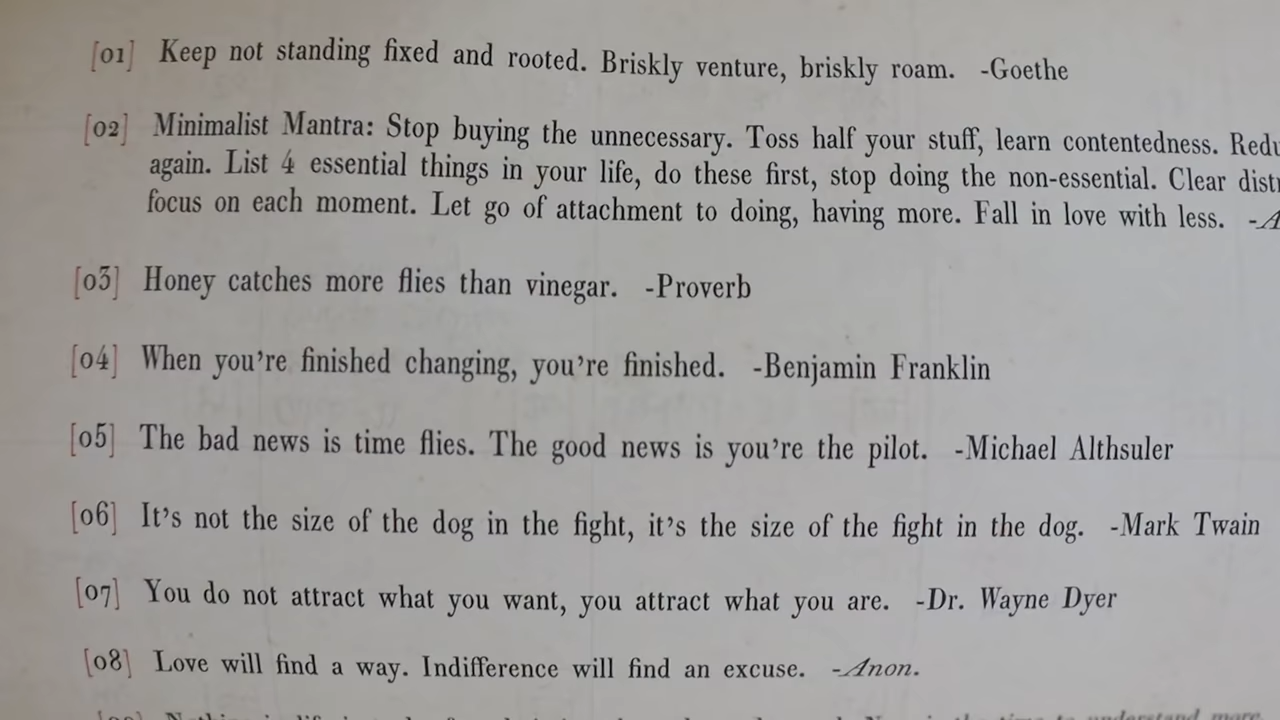 [01] Keep not standing fixed and rooted. Briskly venture, briskly roam. -Goethe
[02] Minimalist Mantra: Stop buying the unnecessary. Toss half your stuff, learn contentedness.
again. List 4 essential things in your life, do these first, stop doing the non-essential. Clear
focus on each moment. Let go of attachment to doing, having more. Fall in love with less.
[03] Honey catches more flies than vinegar. -Proverb
[04] When you're finished changing, you're finished. -Benjamin Franklin
[05] The bad news is time flies. The good news is you're the pilot. -Michael Althsuler
[06] It's not the size of the dog in the fight, it's the size of the fight in the dog. -Mark Twain
[07] You do not attract what you want, you attract what you are. -Dr. Wayne Dyer
[08] Love will find a way. Indifference will find an excuse. -Anon.